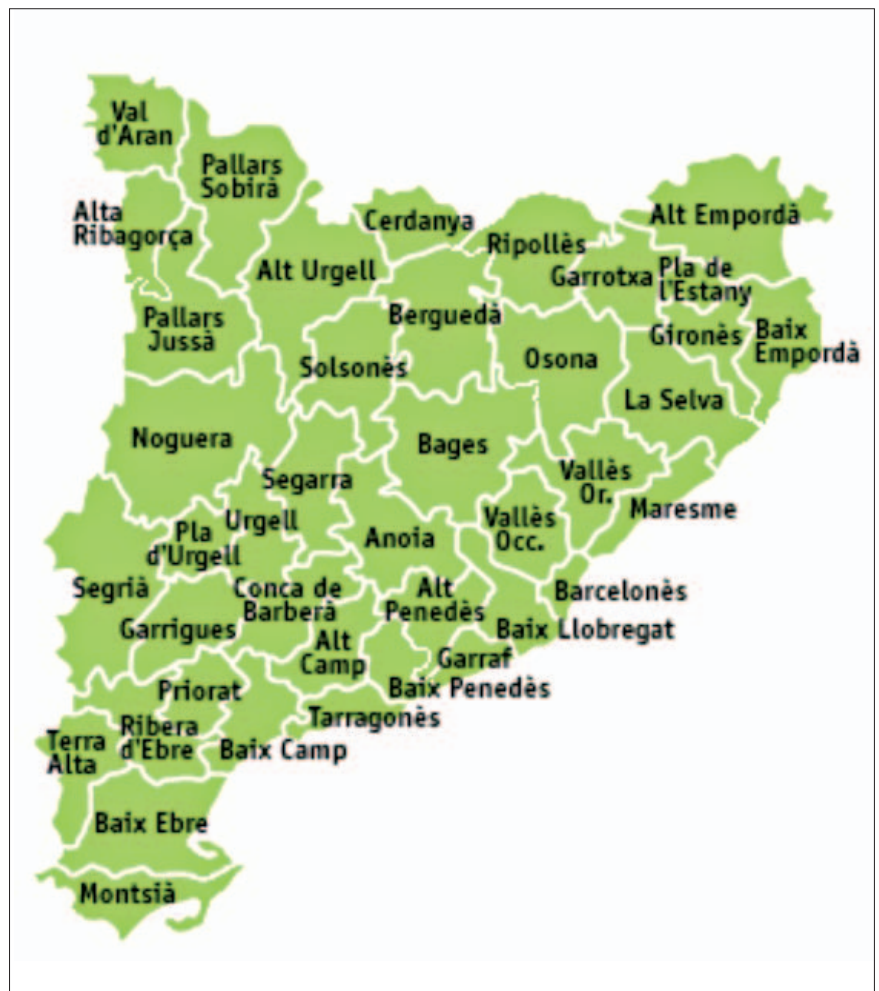 Val
d'Aran
Pallars
Sobirà
Alta
Ribagorça
Cerdanya
Alt Empordà
Ripollès
Alt Urgell
Garrotxa
Pla de
l'Estany
Pallars
Jussà
Berguedà
Gironès
Baix
Empordà
Solsonès
Osona
La Selva
Noguera
Bages
Segarra
Vallès
Or.
Maresme
Urgell
Pla
d'Urgell
Anoia
Vallès
Occ.
Segrià
Conca de
Barberà
Alt
Penedès
Barcelonès
Garrigues
Baix Llobregat
Alt
Camp
Garraf
Priorat
Baix Penedès
Tarragonès
Terra
Alta
Ribera
d'Ebre
Baix Camp
Baix Ebre
Montsià